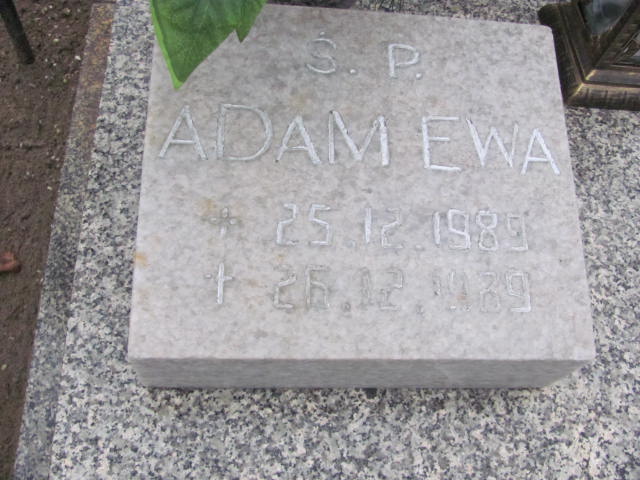 Ś. P.
ADAM EWA
+ 25.12.1989
† 26.12.1989